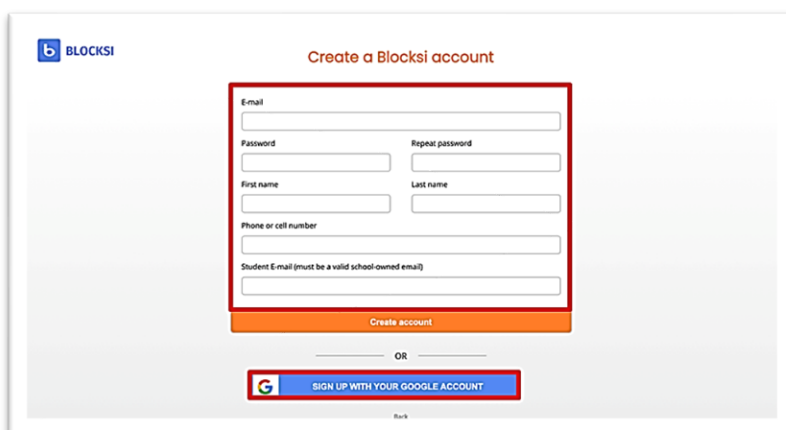 BLOCKSI
Create a Blocksi account
E-mail
Password Repeat password
First name Last name
Phone or cell number
Student E-mail (must be a valid school-owned email)
Create account
OR
SIGN UP WITH YOUR GOOGLE ACCOUNT
Back